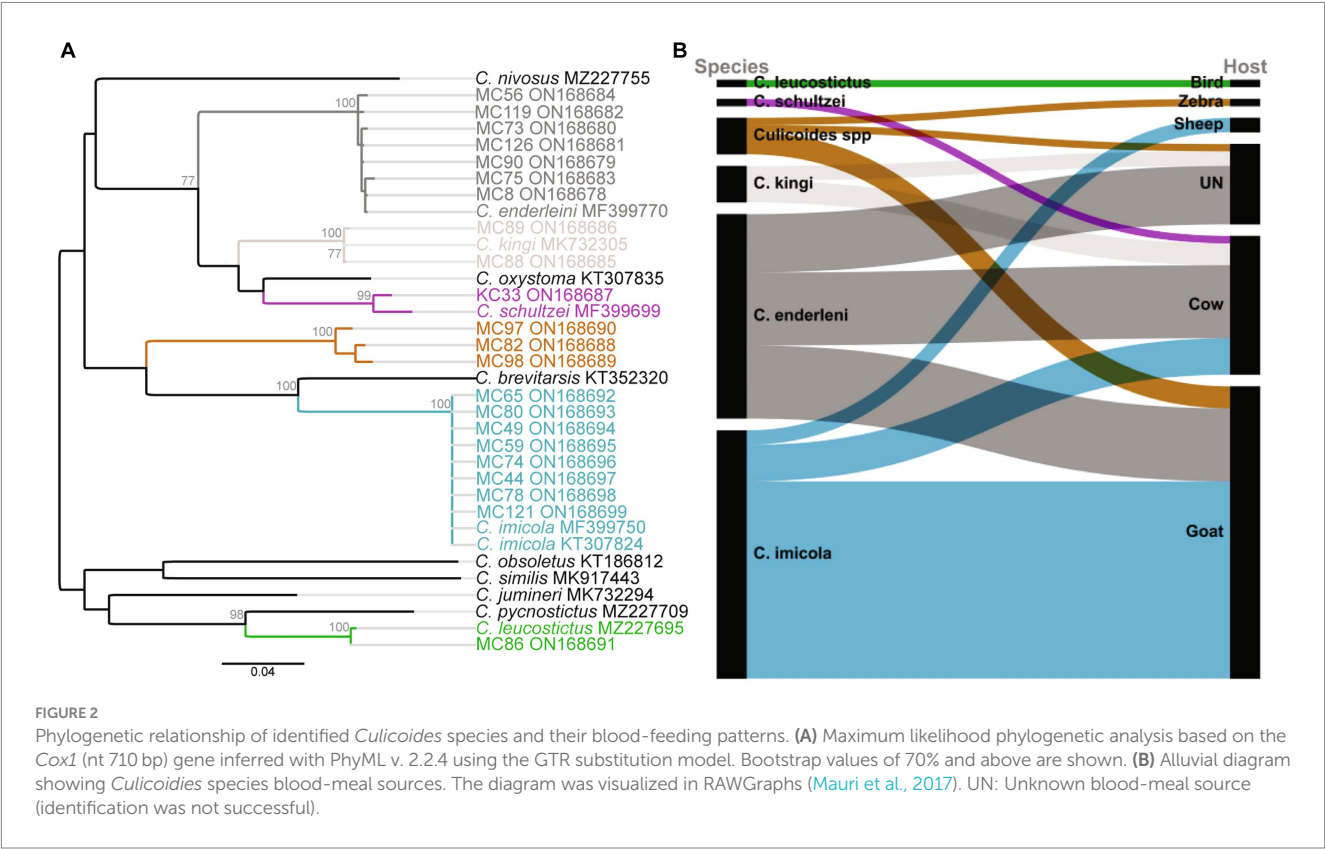 A
C. nivosus MZ227755
MC56 ON168684
100
MC119 ON168682
MC73 ON168680
MC126 ON168681
MC90 ON168679
77
MC75 ON168683
MC8 ON168678
C. enderleini MF399770
MC89 ON168686
100
C. kingi MK732305
77
MC88 ON168685
C. oxystoma KT307835
99
KC33 ON168687
C. schultzei MF399699
100
MC97 ON168690
MC82 ON168688
MC98 ON168689
C. brevitarsis KT352320
100
MC65 ON168692
100
MC80 ON168693
MC49 ON168694
MC59 ON168695
MC74 ON168696
MC44 ON168697
MC78 ON168698
MC121 ON168699
C. imicola MF399750
C. imicola KT307824
C. obsoletus KT186812
C. similis MK917443
C. jumineri MK732294
98
C. pycnostictus MZ227709
100
C. leucostictus MZ227695
MC86 ON168691
0.04
B
Species
Host
C. leucostictus
Bird
C. schultzei
Zebra
Sheep
Culicoides spp
C. kingi
UN
Cow
C. enderleni
Goat
C. imicola
FIGURE 2
Phylogenetic relationship of identified Culicoides species and their blood-feeding patterns. (A) Maximum likelihood phylogenetic analysis based on the
Cox1 (nt 710 bp) gene inferred with PhyML v. 2.2.4 using the GTR substitution model. Bootstrap values of 70% and above are shown. (B) Alluvial diagram
showing Culicoidies species blood-meal sources. The diagram was visualized in RAWGraphs (Mauri et al., 2017). UN: Unknown blood-meal source
(identification was not successful).